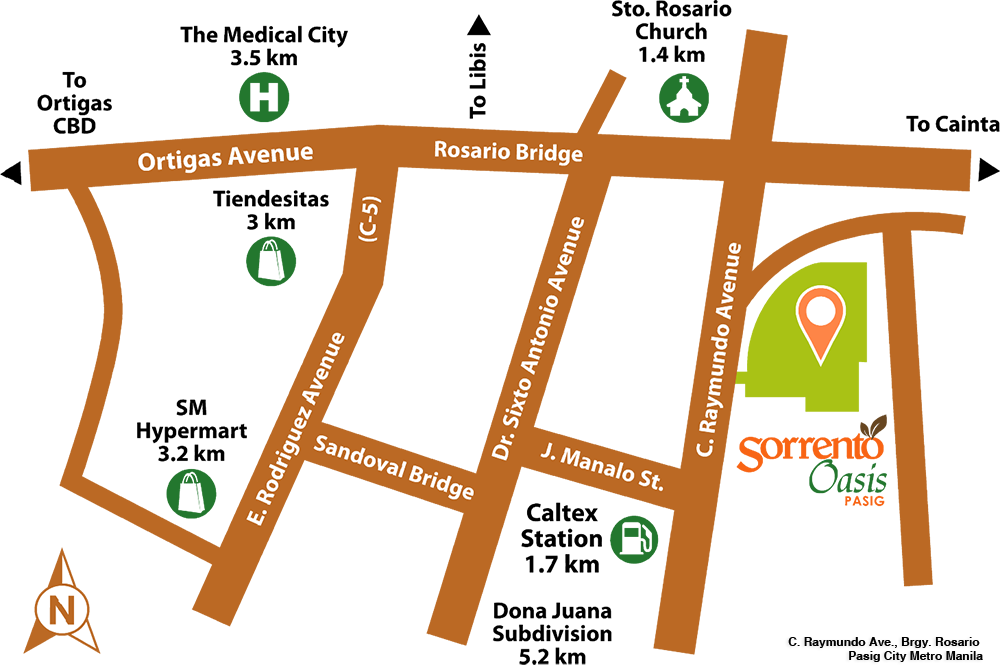 The Medical City
3.5 km
To Libis
Sto. Rosario
Church
1.4 km
To
Ortigas
CBD
To Cainta
Ortigas Avenue
Rosario Bridge
Tiendesitas
3 km
(C-5)
Dr. Sixto Antonio Avenue
C. Raymundo Avenue
E. Rodriguez Avenue
SM
Hypermart
3.2 km
Sandoval Bridge
J. Manalo St.
Sorrento
Oasis
PASIG
Caltex
Station
1.7 km
N
Dona Juana
Subdivision
5.2 km
C. Raymundo Ave., Brgy. Rosario
Pasig City Metro Manila